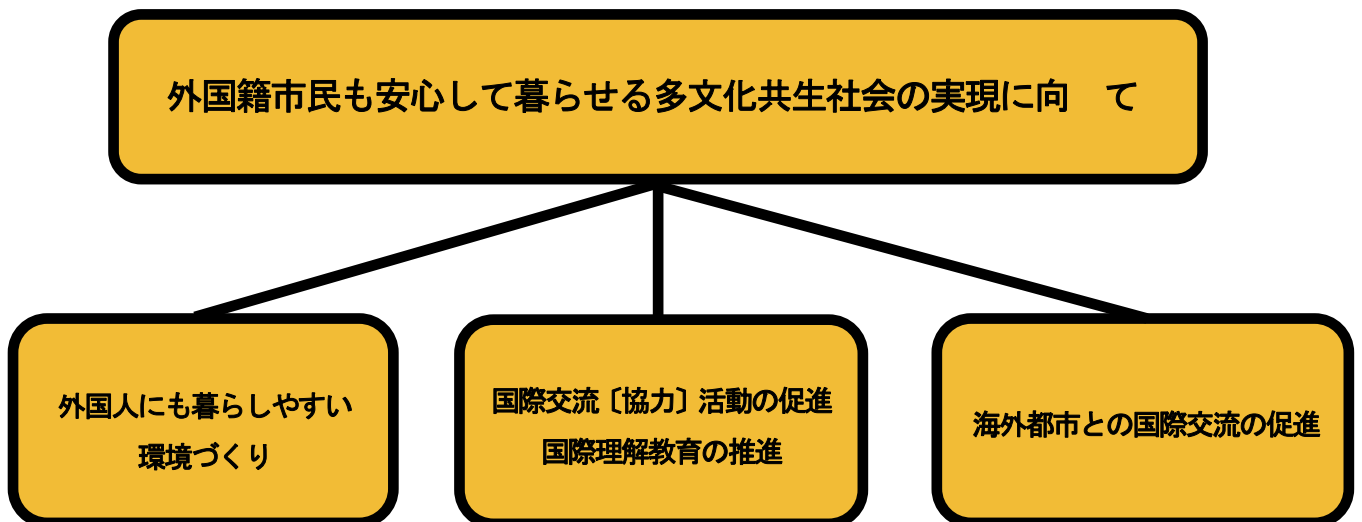 外国籍市民も安心して暮らせる多文化共生社会の実現に向　て
外国人にも暮らしやすい
環境づくり
国際交流〔協力〕活動の促進
国際理解教育の推進
海外都市との国際交流の促進